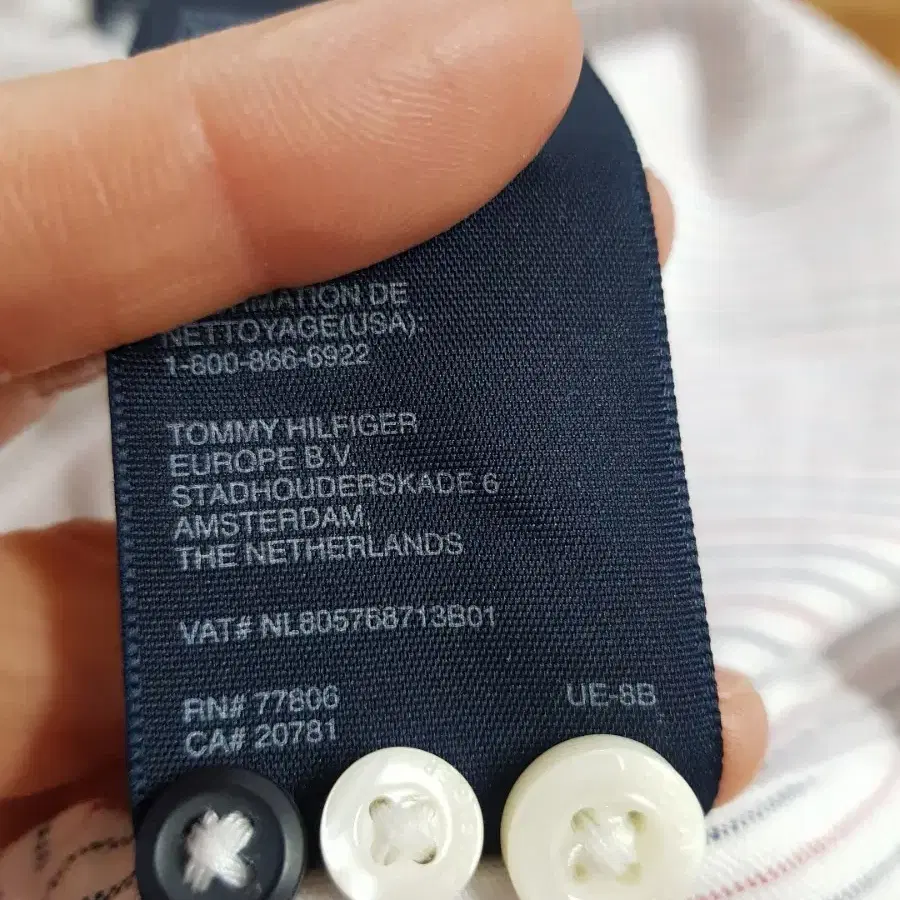 DE
NETTOYAGE(USA):
1-800-866-6922
TOMMY HILFIGER
EUROPE B.V.
STADHOUDERSKADE 6
AMSTERDAM,
THE NETHERLANDS
VAT# NL805768713B01
RN# 77806 UE-8B
CA# 20781